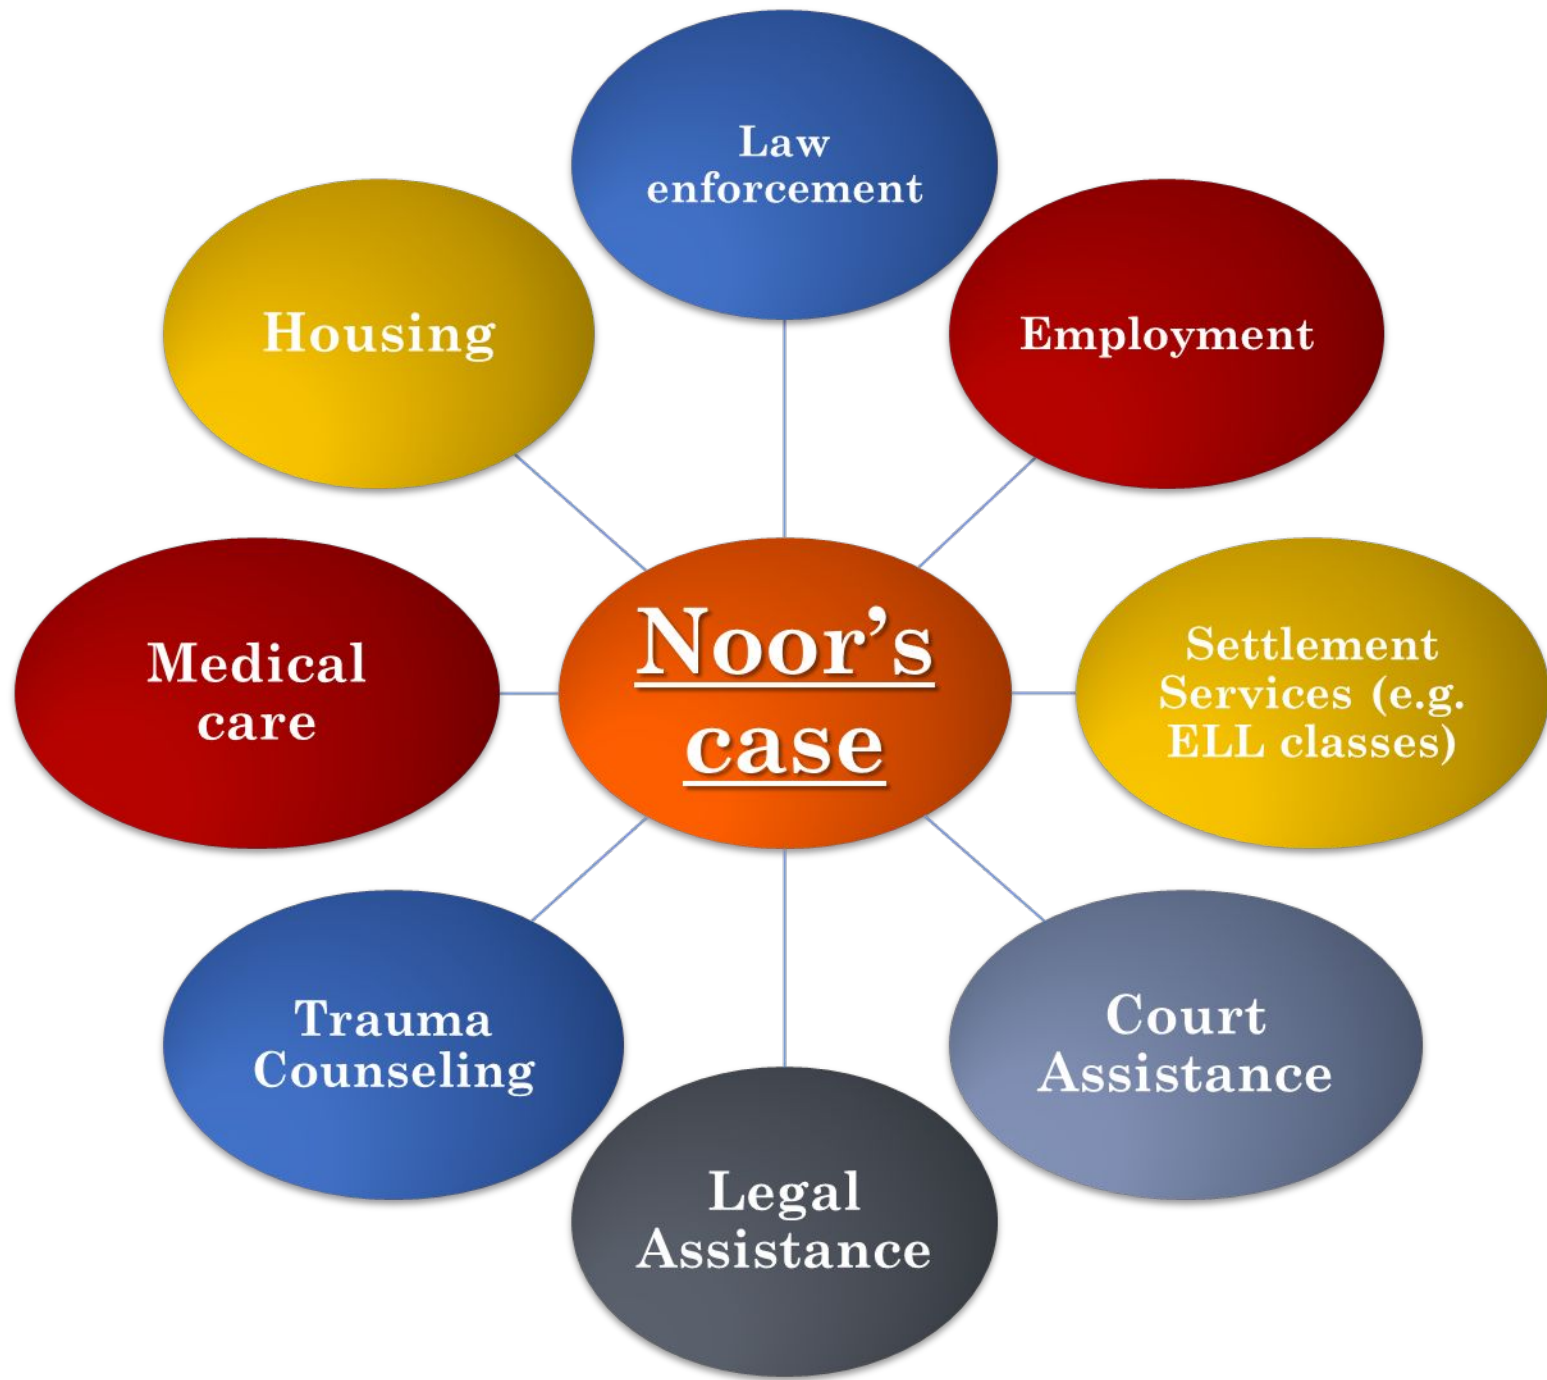 Law
enforcement
Employment
Settlement
Services (e.g.
ELL classes)
Court
Assistance
Legal
Assistance
Trauma
Counseling
Medical
care
Housing
Noor’s
case